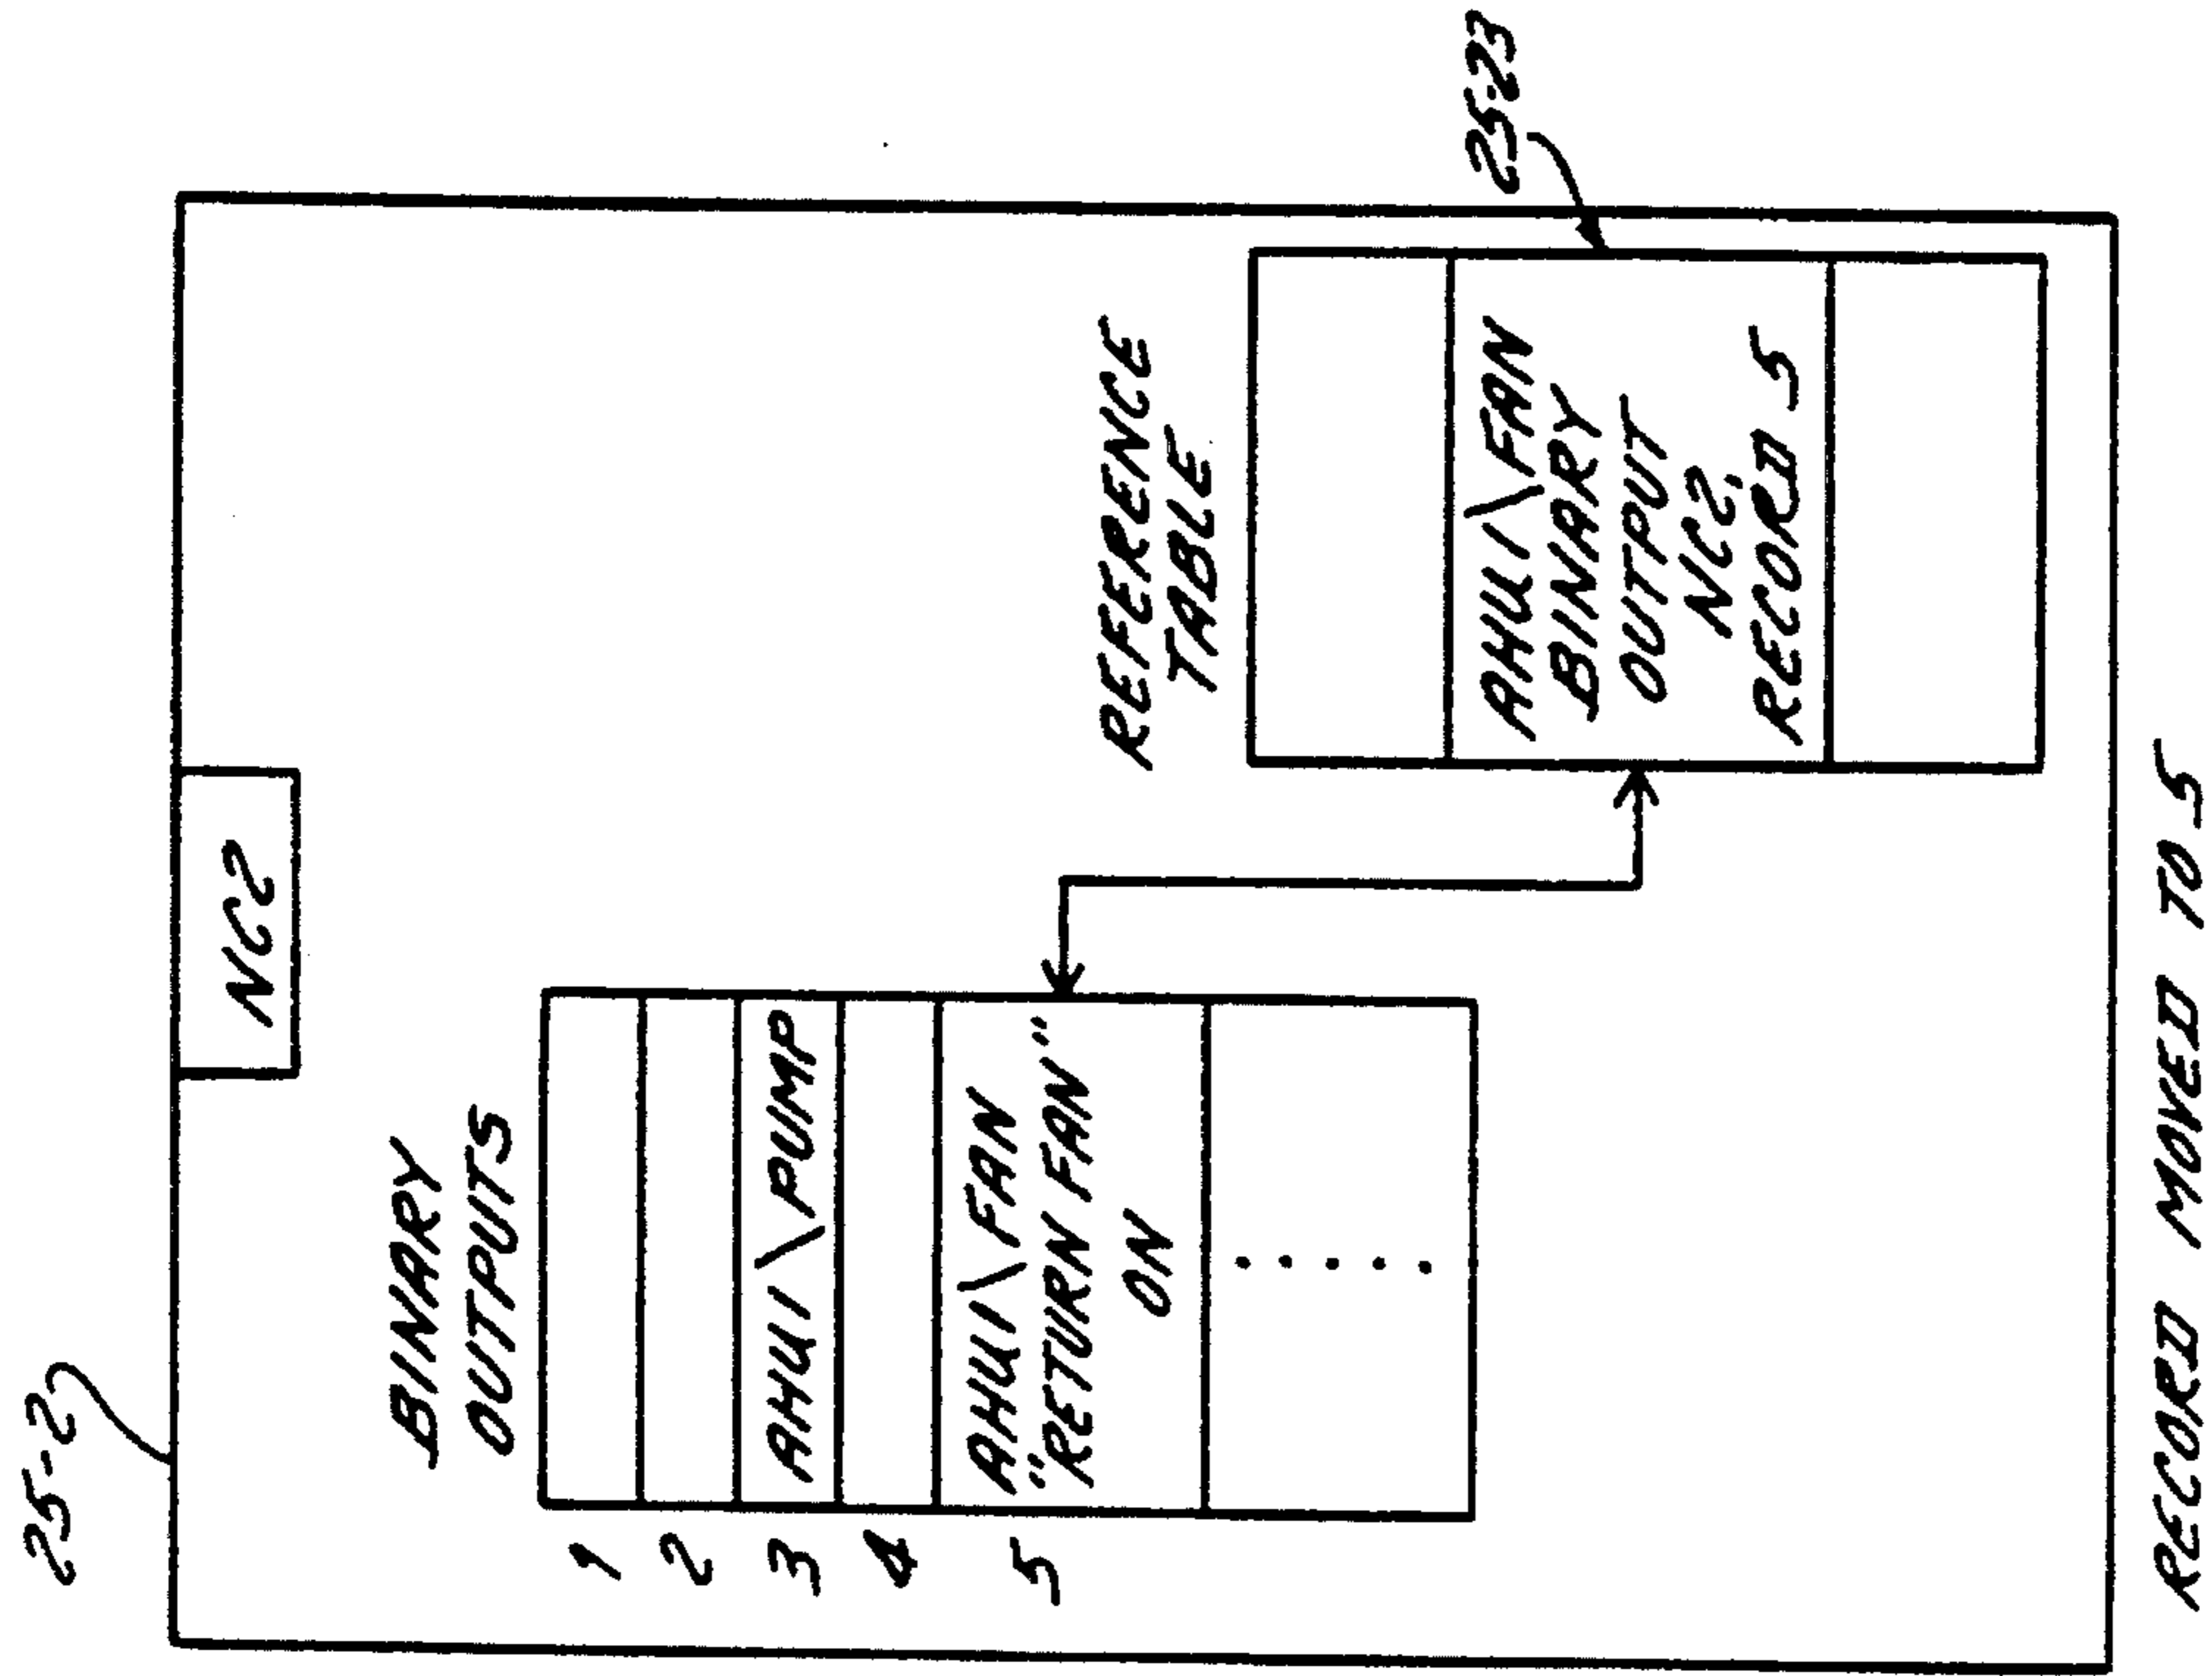 25-2
NC2
BINARY
OUTPUTS
1
2
3
AHU1\PUMP
4
5
AHU1\FAN
"RETURN FAN"
ON
.....
REFERENCE
TABLE
AHU1\FAN
BINARY
OUTPUT
NC2,
RECORD 5
25-23
RECORD MOVED TO 5